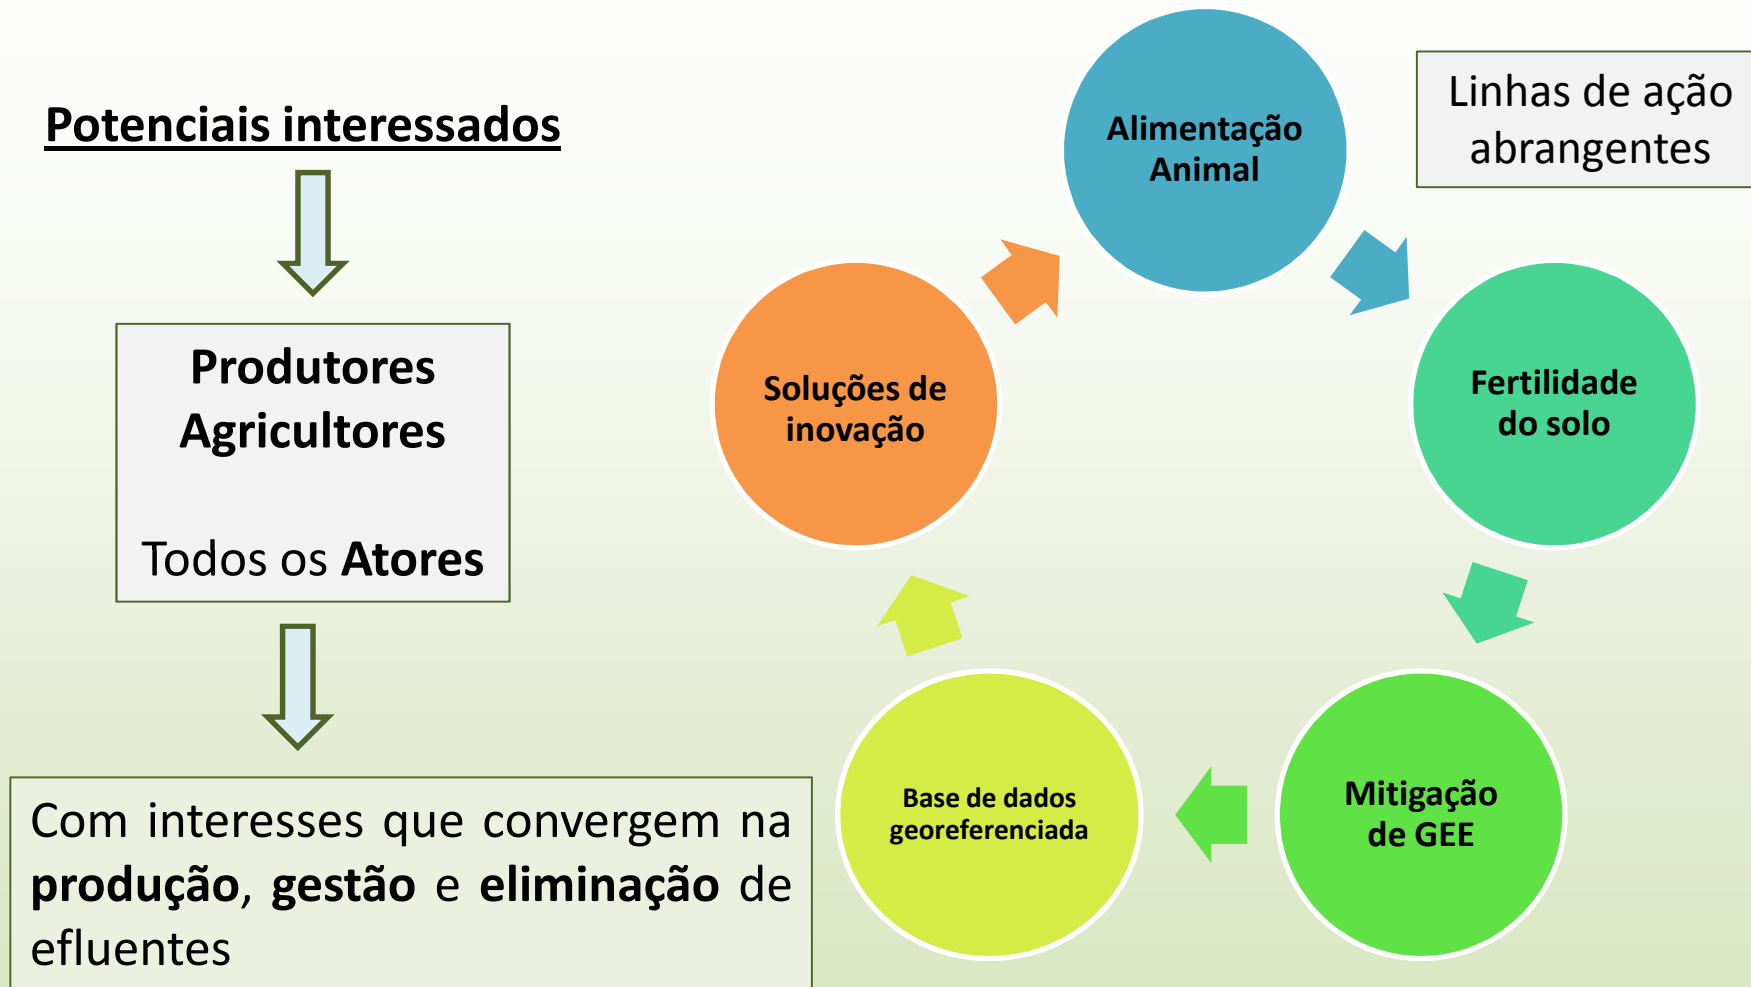 Potenciais interessados
Produtores
Agricultores
Todos os Atores
Com interesses que convergem na
produção, gestão e eliminação de
efluentes
Linhas de ação
abrangentes
Alimentação
Animal
Fertilidade
do solo
Mitigação
de GEE
Base de dados
georeferenciada
Soluções de
inovação